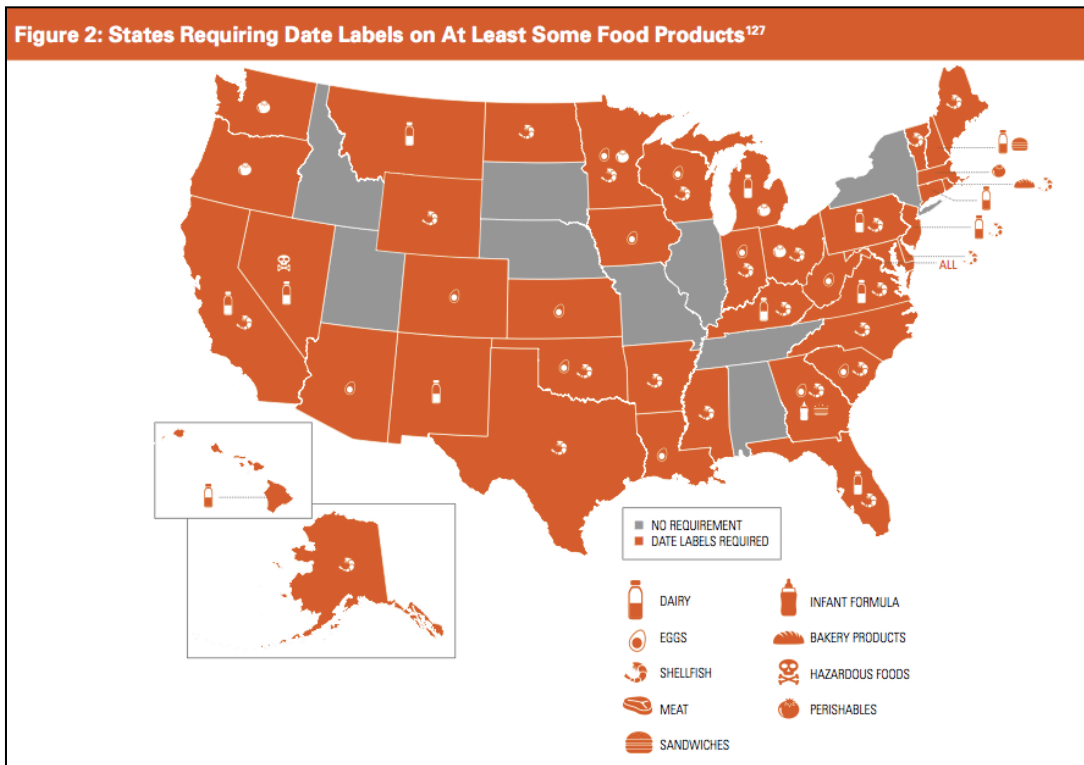 Figure 2: States Requiring Date Labels on At Least Some Food Products127
ALL
NO REQUIREMENT
DATE LABELS REQUIRED
DAIRY
INFANT FORMULA
EGGS
BAKERY PRODUCTS
SHELLFISH
HAZARDOUS FOODS
MEAT
PERISHABLES
SANDWICHES